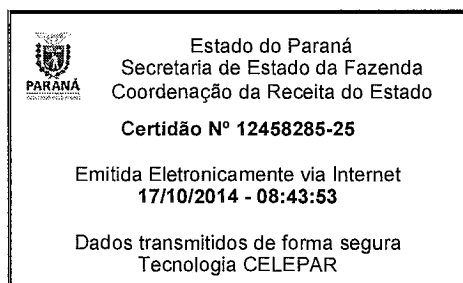 PARANÁ
Estado do Paraná
Secretaria de Estado da Fazenda
Coordenação da Receita do Estado
Certidão Nº 12458285-25
Emitida Eletronicamente via Internet
17/10/2014 - 08:43:53
Dados transmitidos de forma segura
Tecnologia CELEPAR